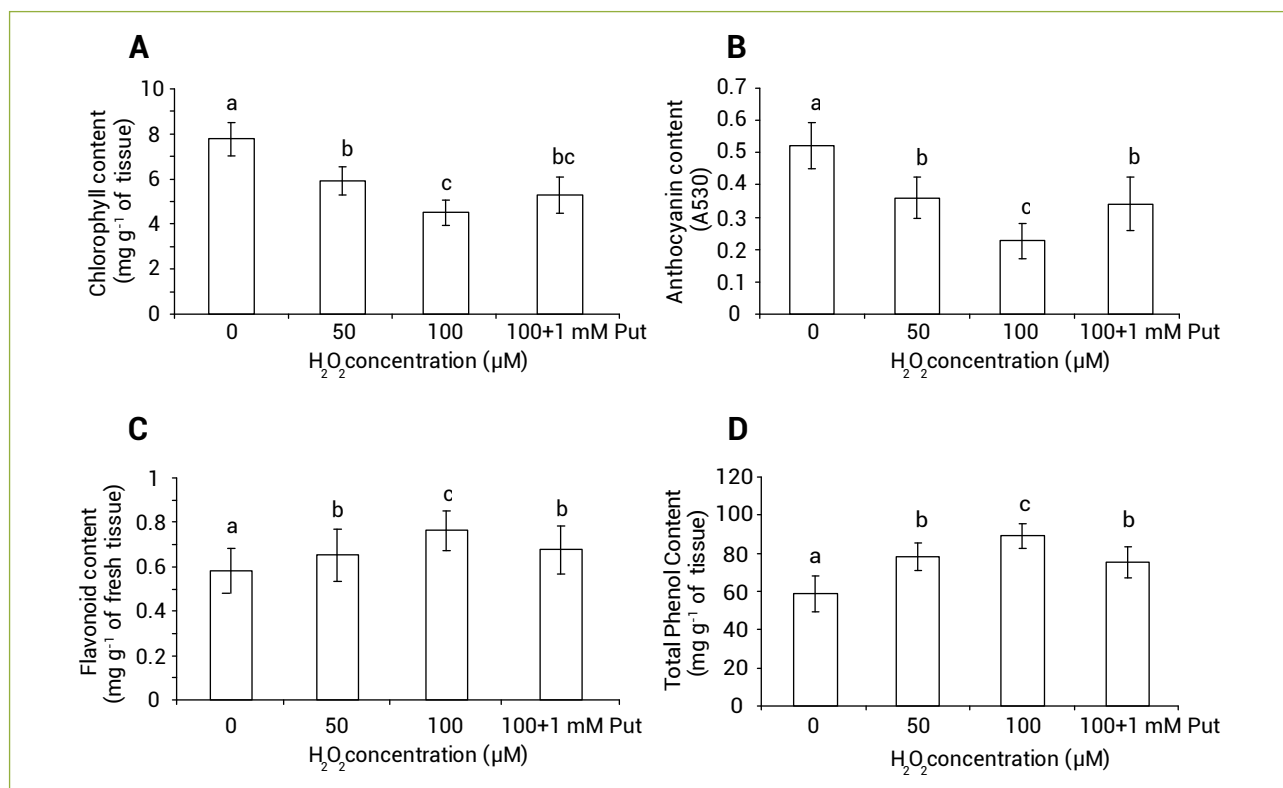 A
Chlorophyll content
(mg g-1 of tissue)
10
8
6
4
2
0
a
b
c
bc
0 50 100 100+1 mM Put
H2O2 concentration (µM)
B
Anthocyanin content
(A530)
0.7
0.6
0.5
0.4
0.3
0.2
0.1
0
a
b
c
b
0 50 100 100+1 mM Put
H2O2 concentration (µM)
C
Flavonoid content
(mg g-1 of fresh tissue)
1
0.8
0.6
0.4
0.2
0
a
b
c
b
0 50 100 100+1 mM Put
H2O2 concentration (µM)
D
Total Phenol Content
(mg g-1 of tissue)
120
100
80
60
40
20
0
a
b
c
b
0 50 100 100+1 mM Put
H2O2 concentration (µM)